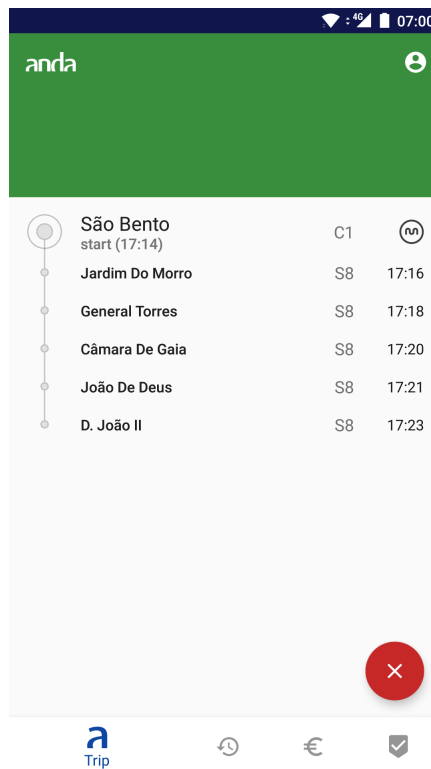 4G 07:00
anda
São Bento
start (17:14) C1
Jardim Do Morro S8 17:16
General Torres S8 17:18
Câmara De Gaia S8 17:20
João De Deus S8 17:21
D. João II S8 17:23
Trip